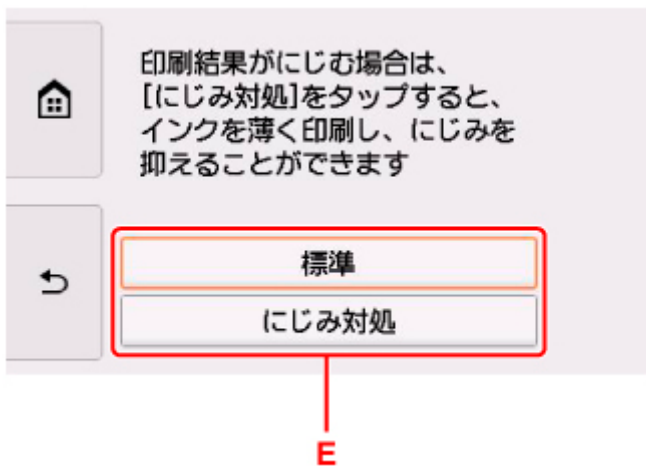 印刷結果がにじむ場合は、
[にじみ対処]をタップすると、
インクを薄く印刷し、にじみを
抑えることができます
標準
にじみ対処
E